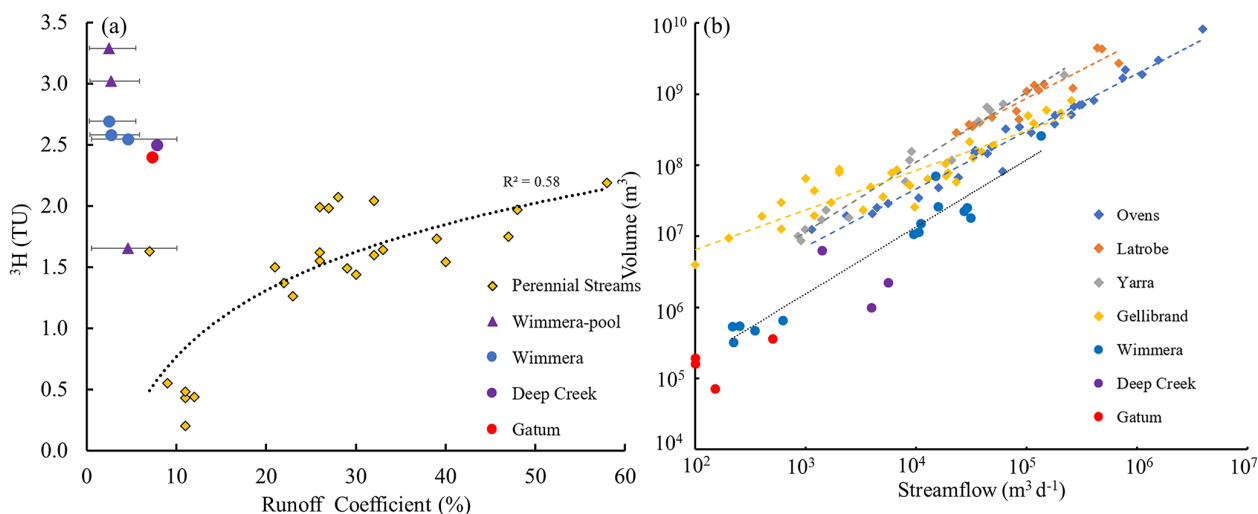 (a)
3.5
3.0
2.5
2.0
1.5
1.0
0.5
0.0
³H (TU)
R² = 0.58
Perennial Streams
Wimmera-pool
Wimmera
Deep Creek
Gatum
0 10 20 30 40 50 60
Runoff Coefficient (%)
(b)
10¹⁰
10⁹
10⁸
10⁷
10⁶
10⁵
10⁴
Volume (m³)
Ovens
Latrobe
Yarra
Gellibrand
Wimmera
Deep Creek
Gatum
10² 10³ 10⁴ 10⁵ 10⁶ 10⁷
Streamflow (m³ d⁻¹)